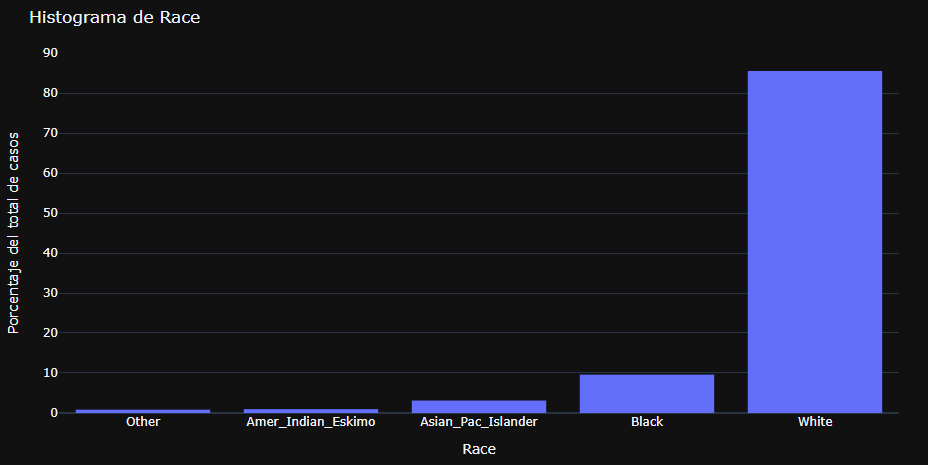 Histograma de Race
Porcentaje del total de casos
90
80
70
60
50
40
30
20
10
0
Other
Amer_Indian_Eskimo
Asian_Pac_Islander
Black
White
Race